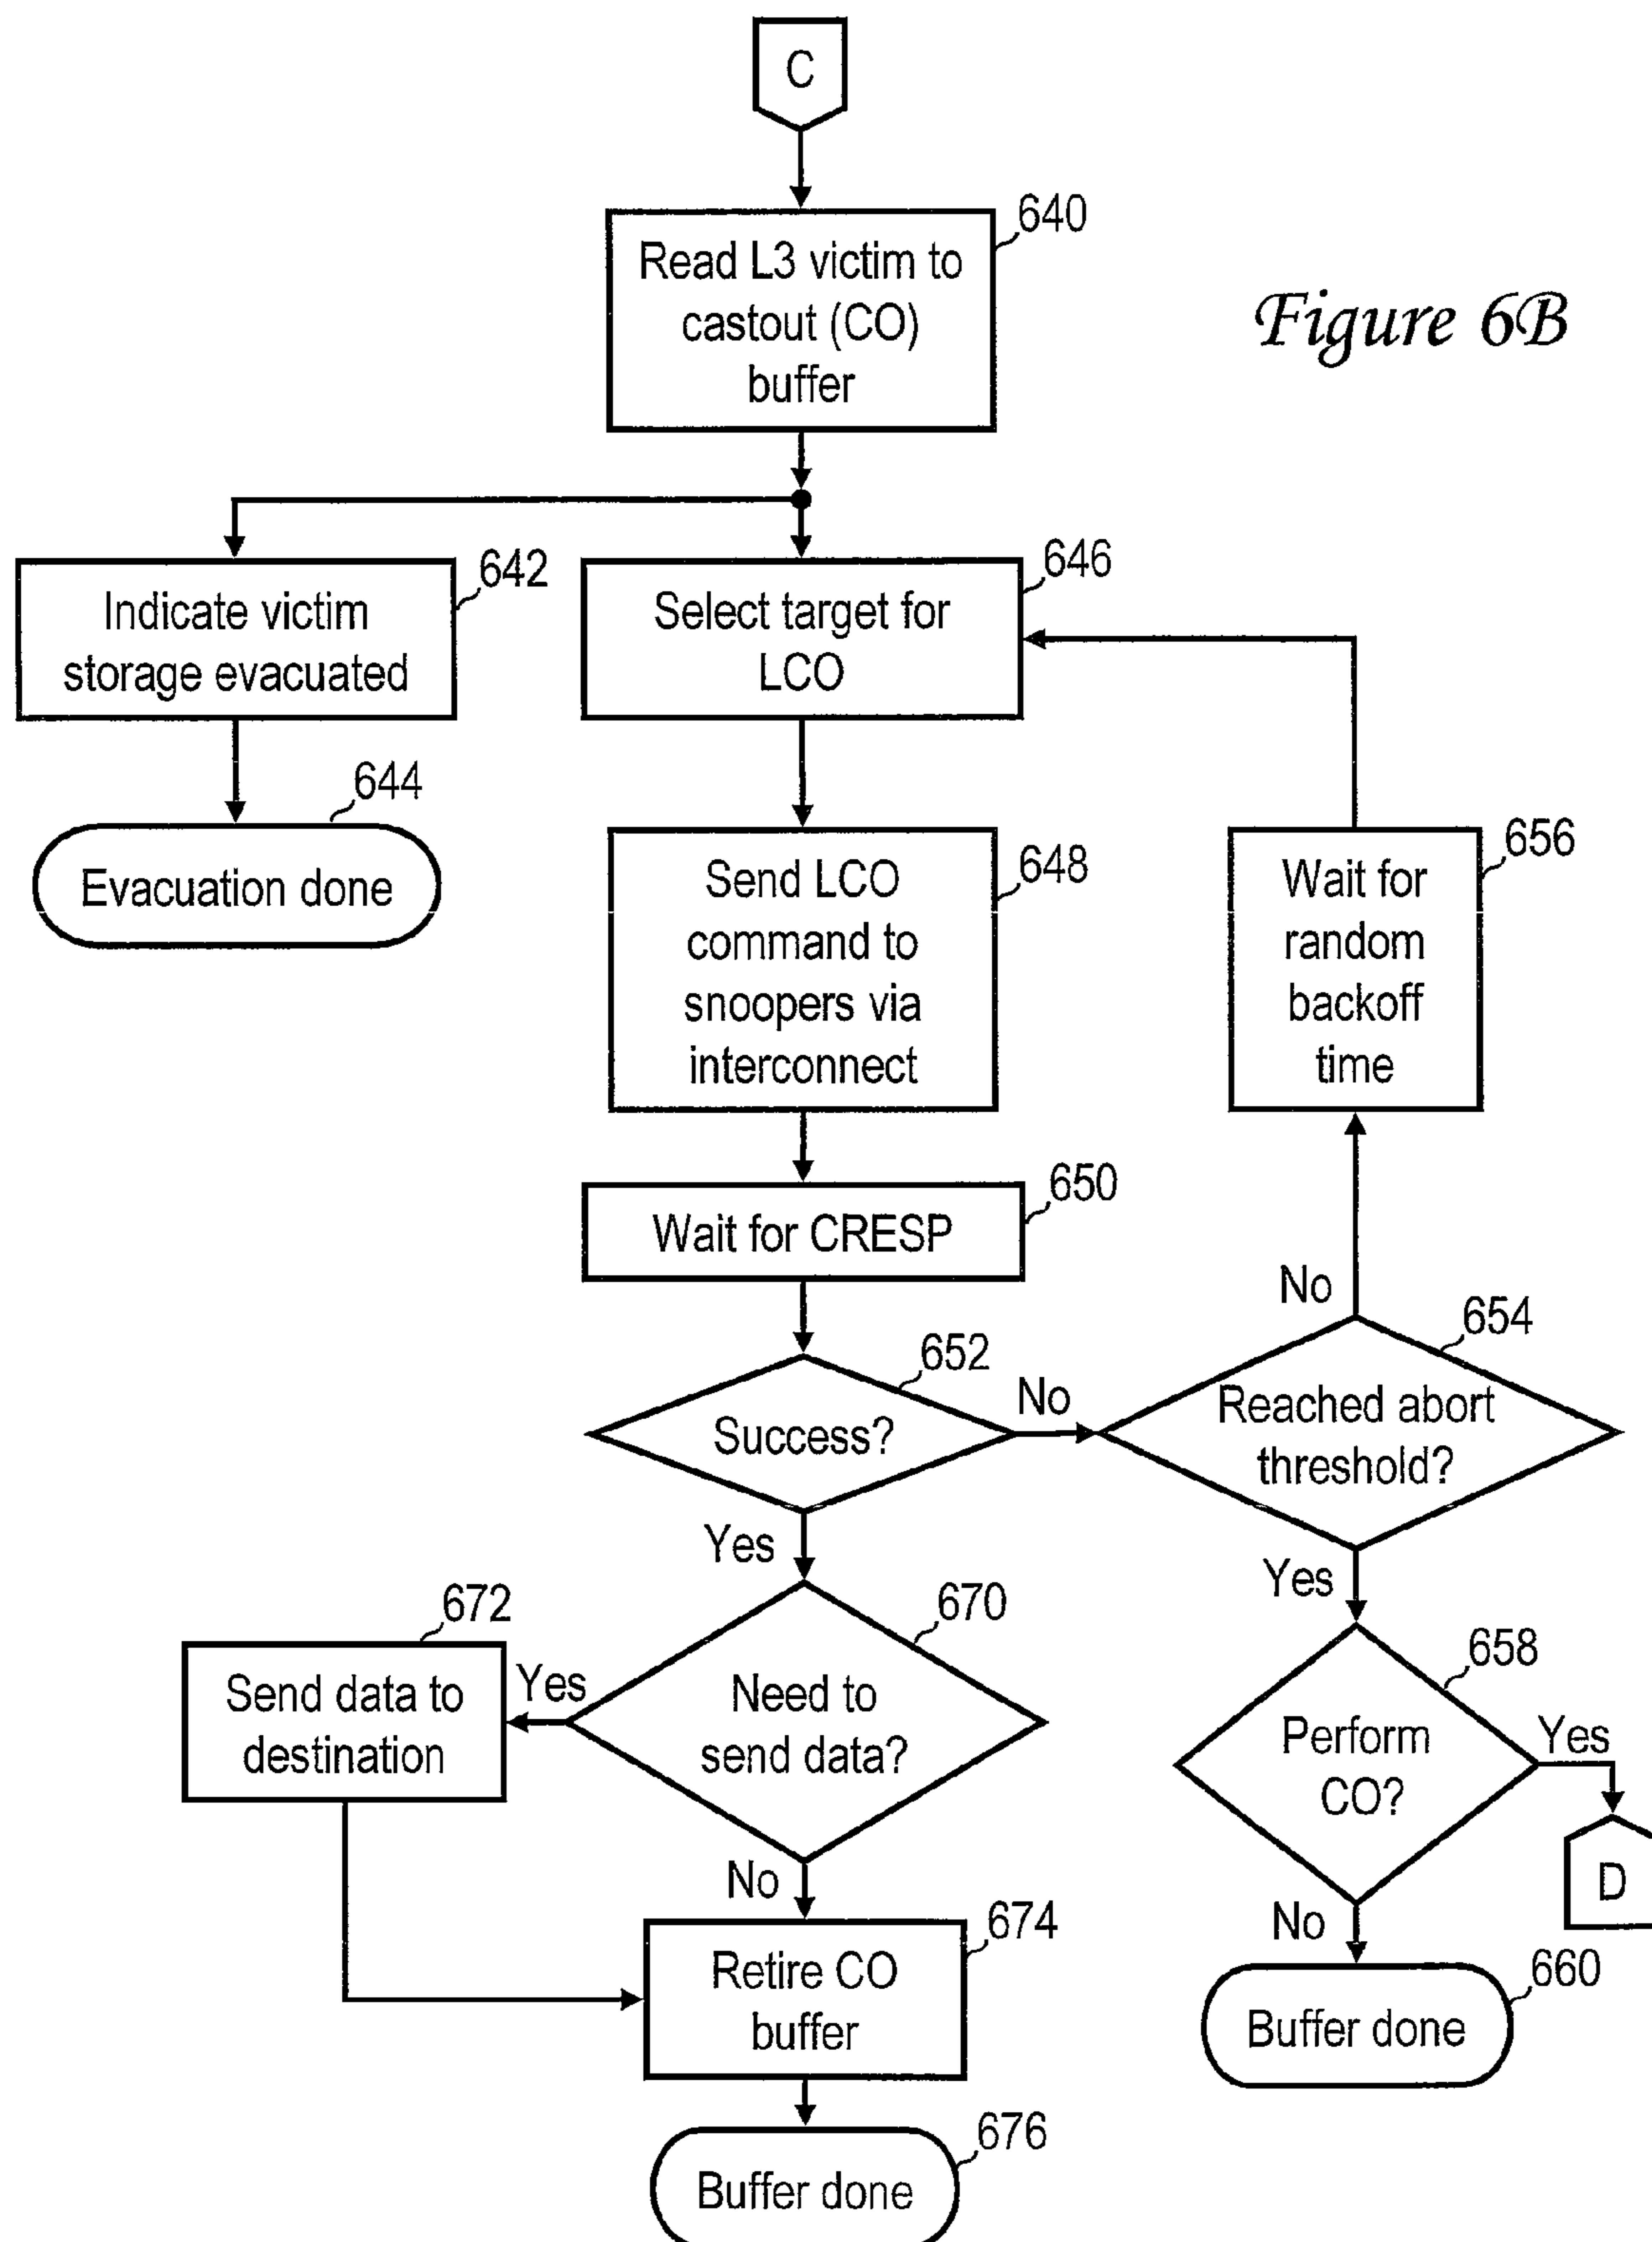 C
640
Read L3 victim to
castout (CO)
buffer
Figure 6B
642
Indicate victim
storage evacuated
646
Select target for
LCO
644
Evacuation done
648
Send LCO
command to
snoopers via
interconnect
656
Wait for
random
backoff
time
650
Wait for CRESP
No
654
Reached abort
threshold?
652
Success?
No
Yes
Yes
672
Send data to
destination
Yes
670
Need to
send data?
658
Perform
CO?
Yes
D
No
No
674
Retire CO
buffer
660
Buffer done
676
Buffer done